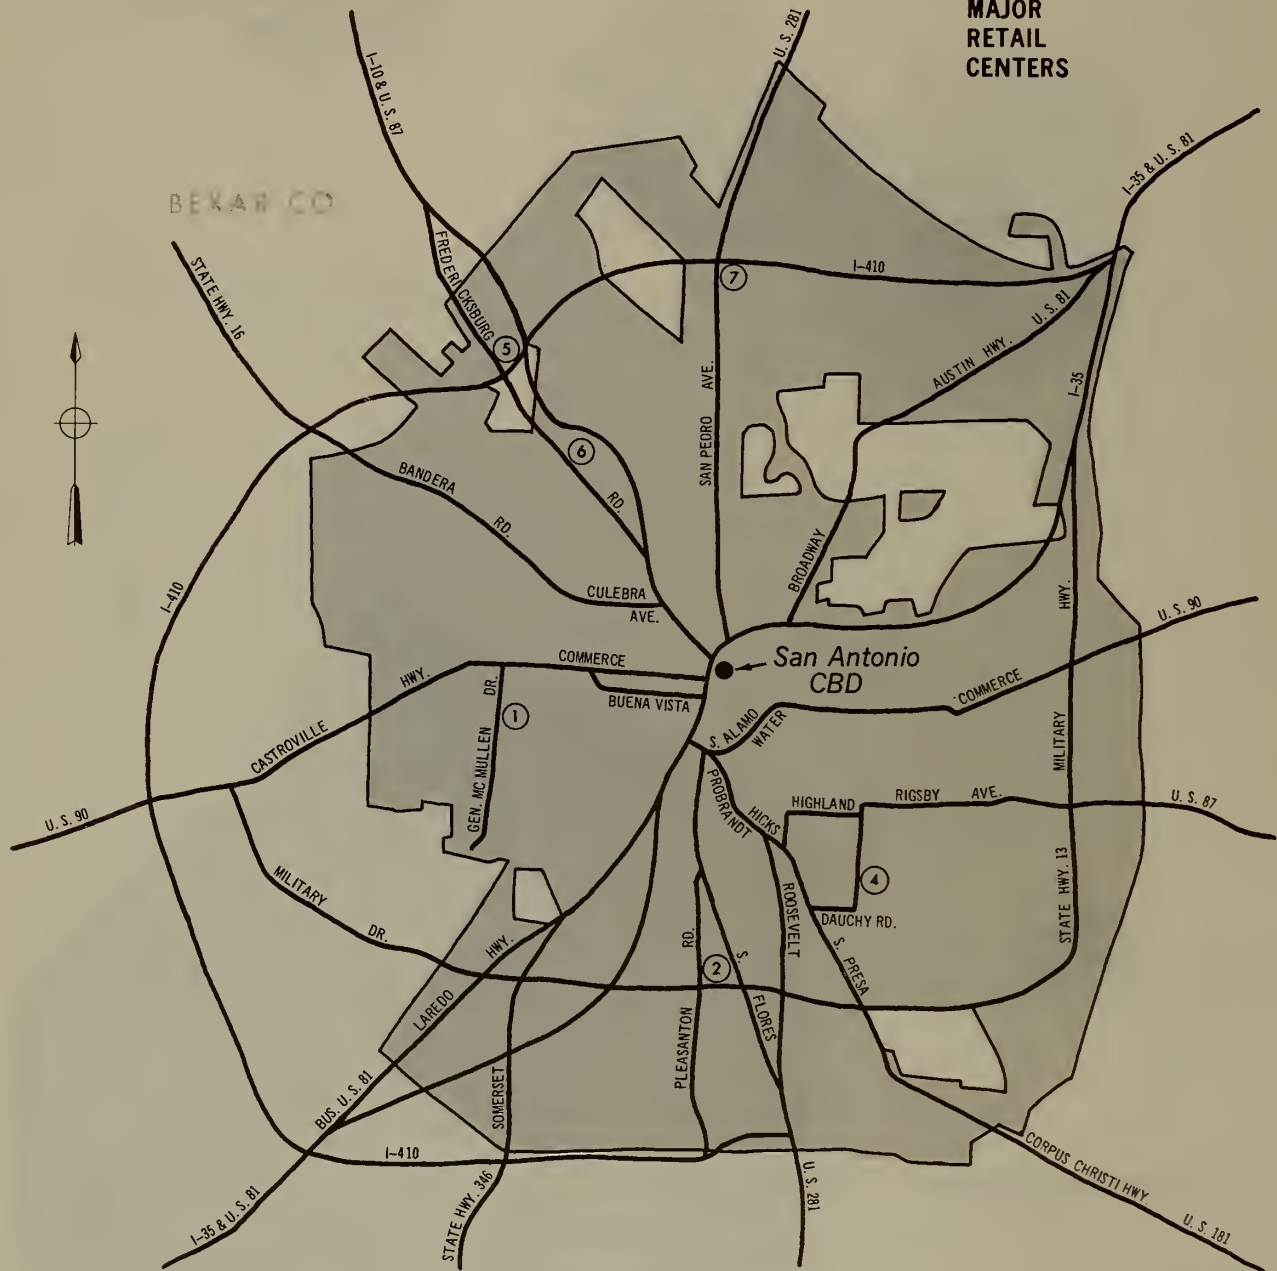 MAJOR
RETAIL
CENTERS
U. S. 281
I-10 & U. S. 87
I-35 & U. S. 81
BEXAR CO
STATE HWY. 16
FREDERICKSBURG
RD.
7
I-410
U. S. 81
AUSTIN HWY.
I-35
5
SAN PEDRO AVE.
6
BANDERA
RD.
BROADWAY
I-410
CULEBRA
AVE.
HWY.
U. S. 90
San Antonio
CBD
COMMERCE
BUENA VISTA
COMMERCE
CASTROVILLE
HWY.
DR.
1
GEN. MC MULLEN
S. ALAMO
WATER
MILITARY
PROBRANDT
HICKS
HIGHLAND
RIGSBY AVE.
U. S. 87
U. S. 90
4
DAUCHY RD.
ROOSEVELT
STATE HWY. 13
MILITARY
DR.
HWY.
LAREDO
RD.
2
S.
FLORES
S. PRESA
PLEASANTON
SOMERSET
BUS. U. S. 81
I-410
CORPUS CHRISTI HWY.
I-35 & U. S. 81
STATE HWY. 346
U. S. 281
U. S. 181